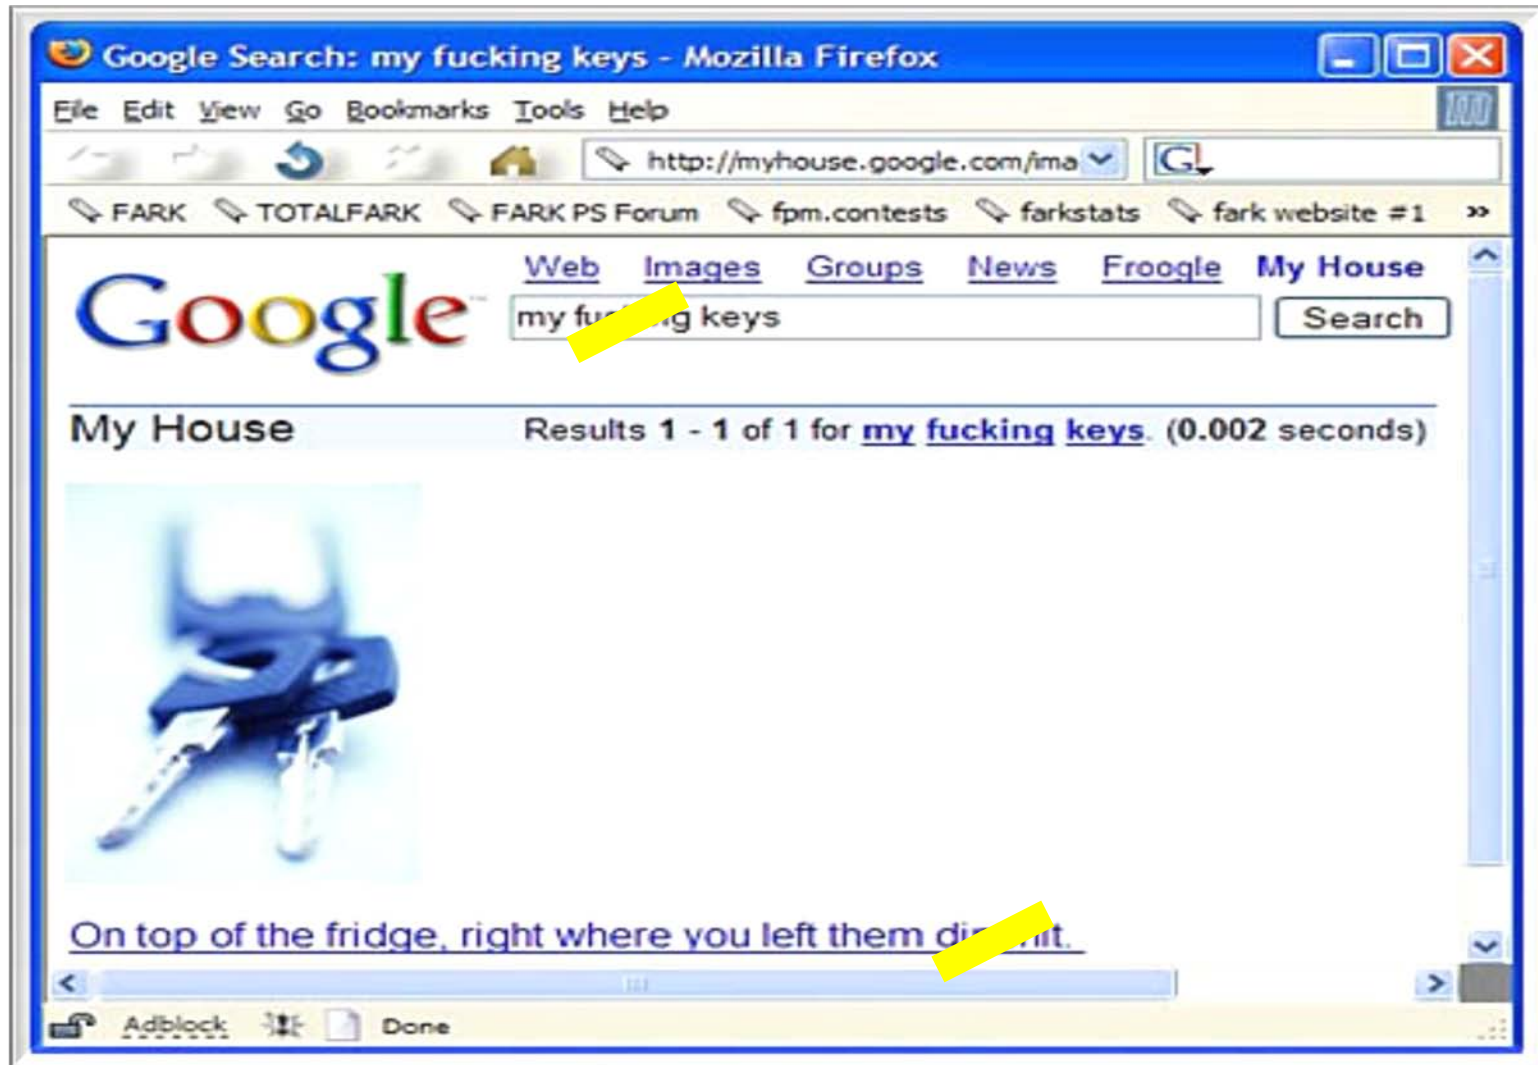 Google Search: my fucking keys - Mozilla Firefox
File Edit View Go Bookmarks Tools Help
http://myhouse.google.com/ima
G
FARK TOTALFARK FARK PS Forum fpm.contests farkstats fark website #1 »
Web Images Groups News Froogle My House
Google™
my keys Search
My House Results 1 - 1 of 1 for my fucking keys. (0.002 seconds)
On top of the fridge, right where you left them
Adblock Done